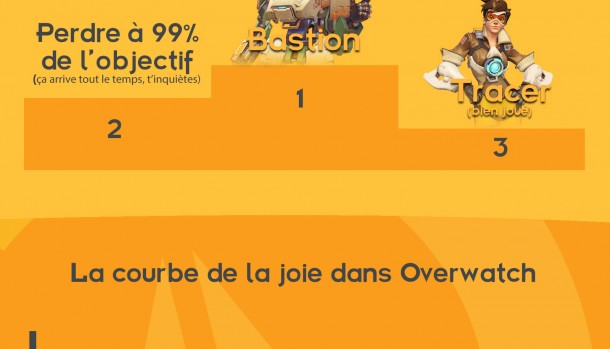 Perdre à 99%
de l'objectif
(ça arrive tout le temps, t'inquiètes)
Bastion
Tracer
(bien joué)
1
2
3
La courbe de la joie dans Overwatch